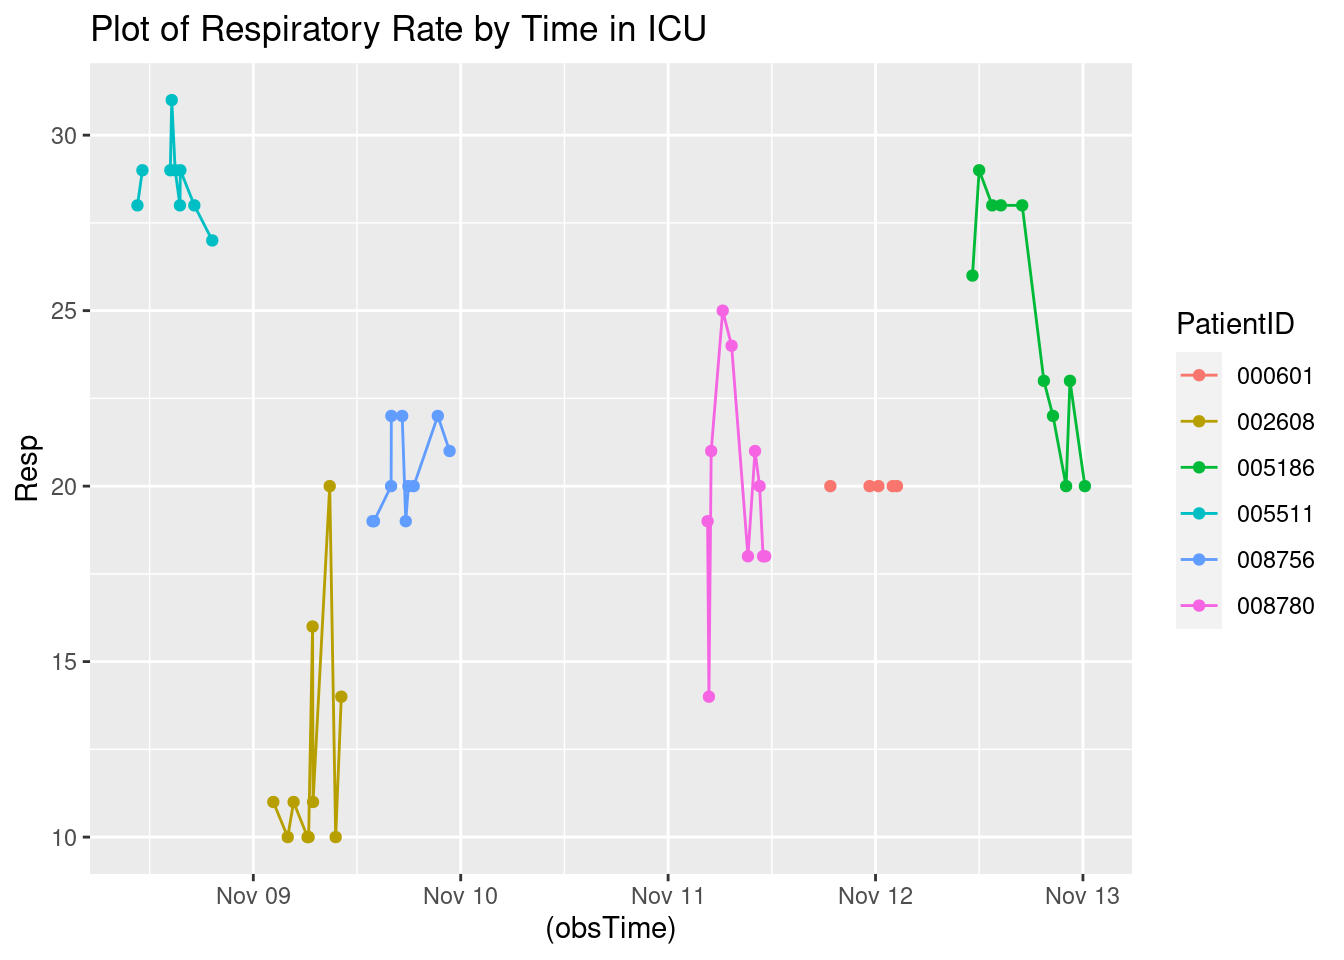 Plot of Respiratory Rate by Time in ICU
30
25
20
15
10
Resp
Nov 09
Nov 10
Nov 11
Nov 12
Nov 13
(obsTime)
PatientID
000601
002608
005186
005511
008756
008780